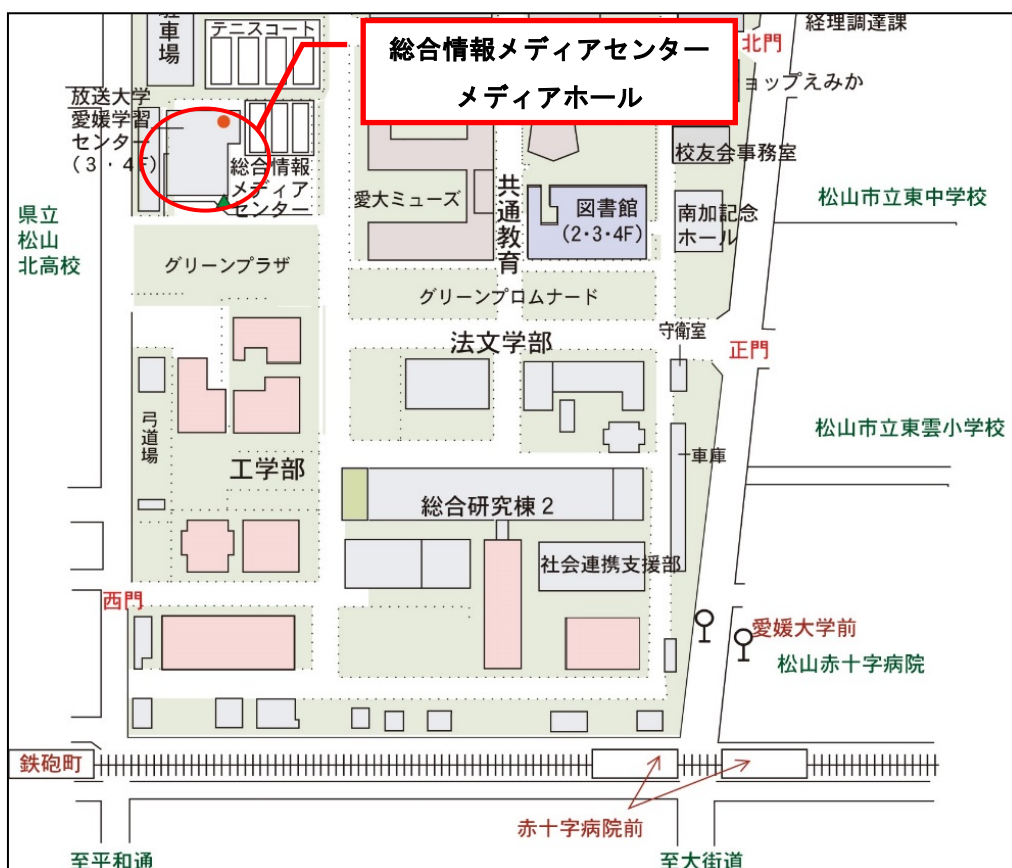 駐車場
テニスコート
総合情報メディアセンター
メディアホール
経理調達課
北門
ョップえみか
放送大学
愛媛学習
センター
(3・4F)
総合情報
メディア
センター
愛大ミューズ
共通教育
図書館
(2・3・4F)
校友会事務室
南加記念
ホール
松山市立東中学校
県立
松山
北高校
グリーンプラザ
グリーンプロムナード
法文学部
守衛室
正門
弓道場
工学部
車庫
松山市立東雲小学校
総合研究棟2
社会連携支援部
西門
愛媛大学前
松山赤十字病院
鉄砲町
赤十字病院前
至平和通
至大街道